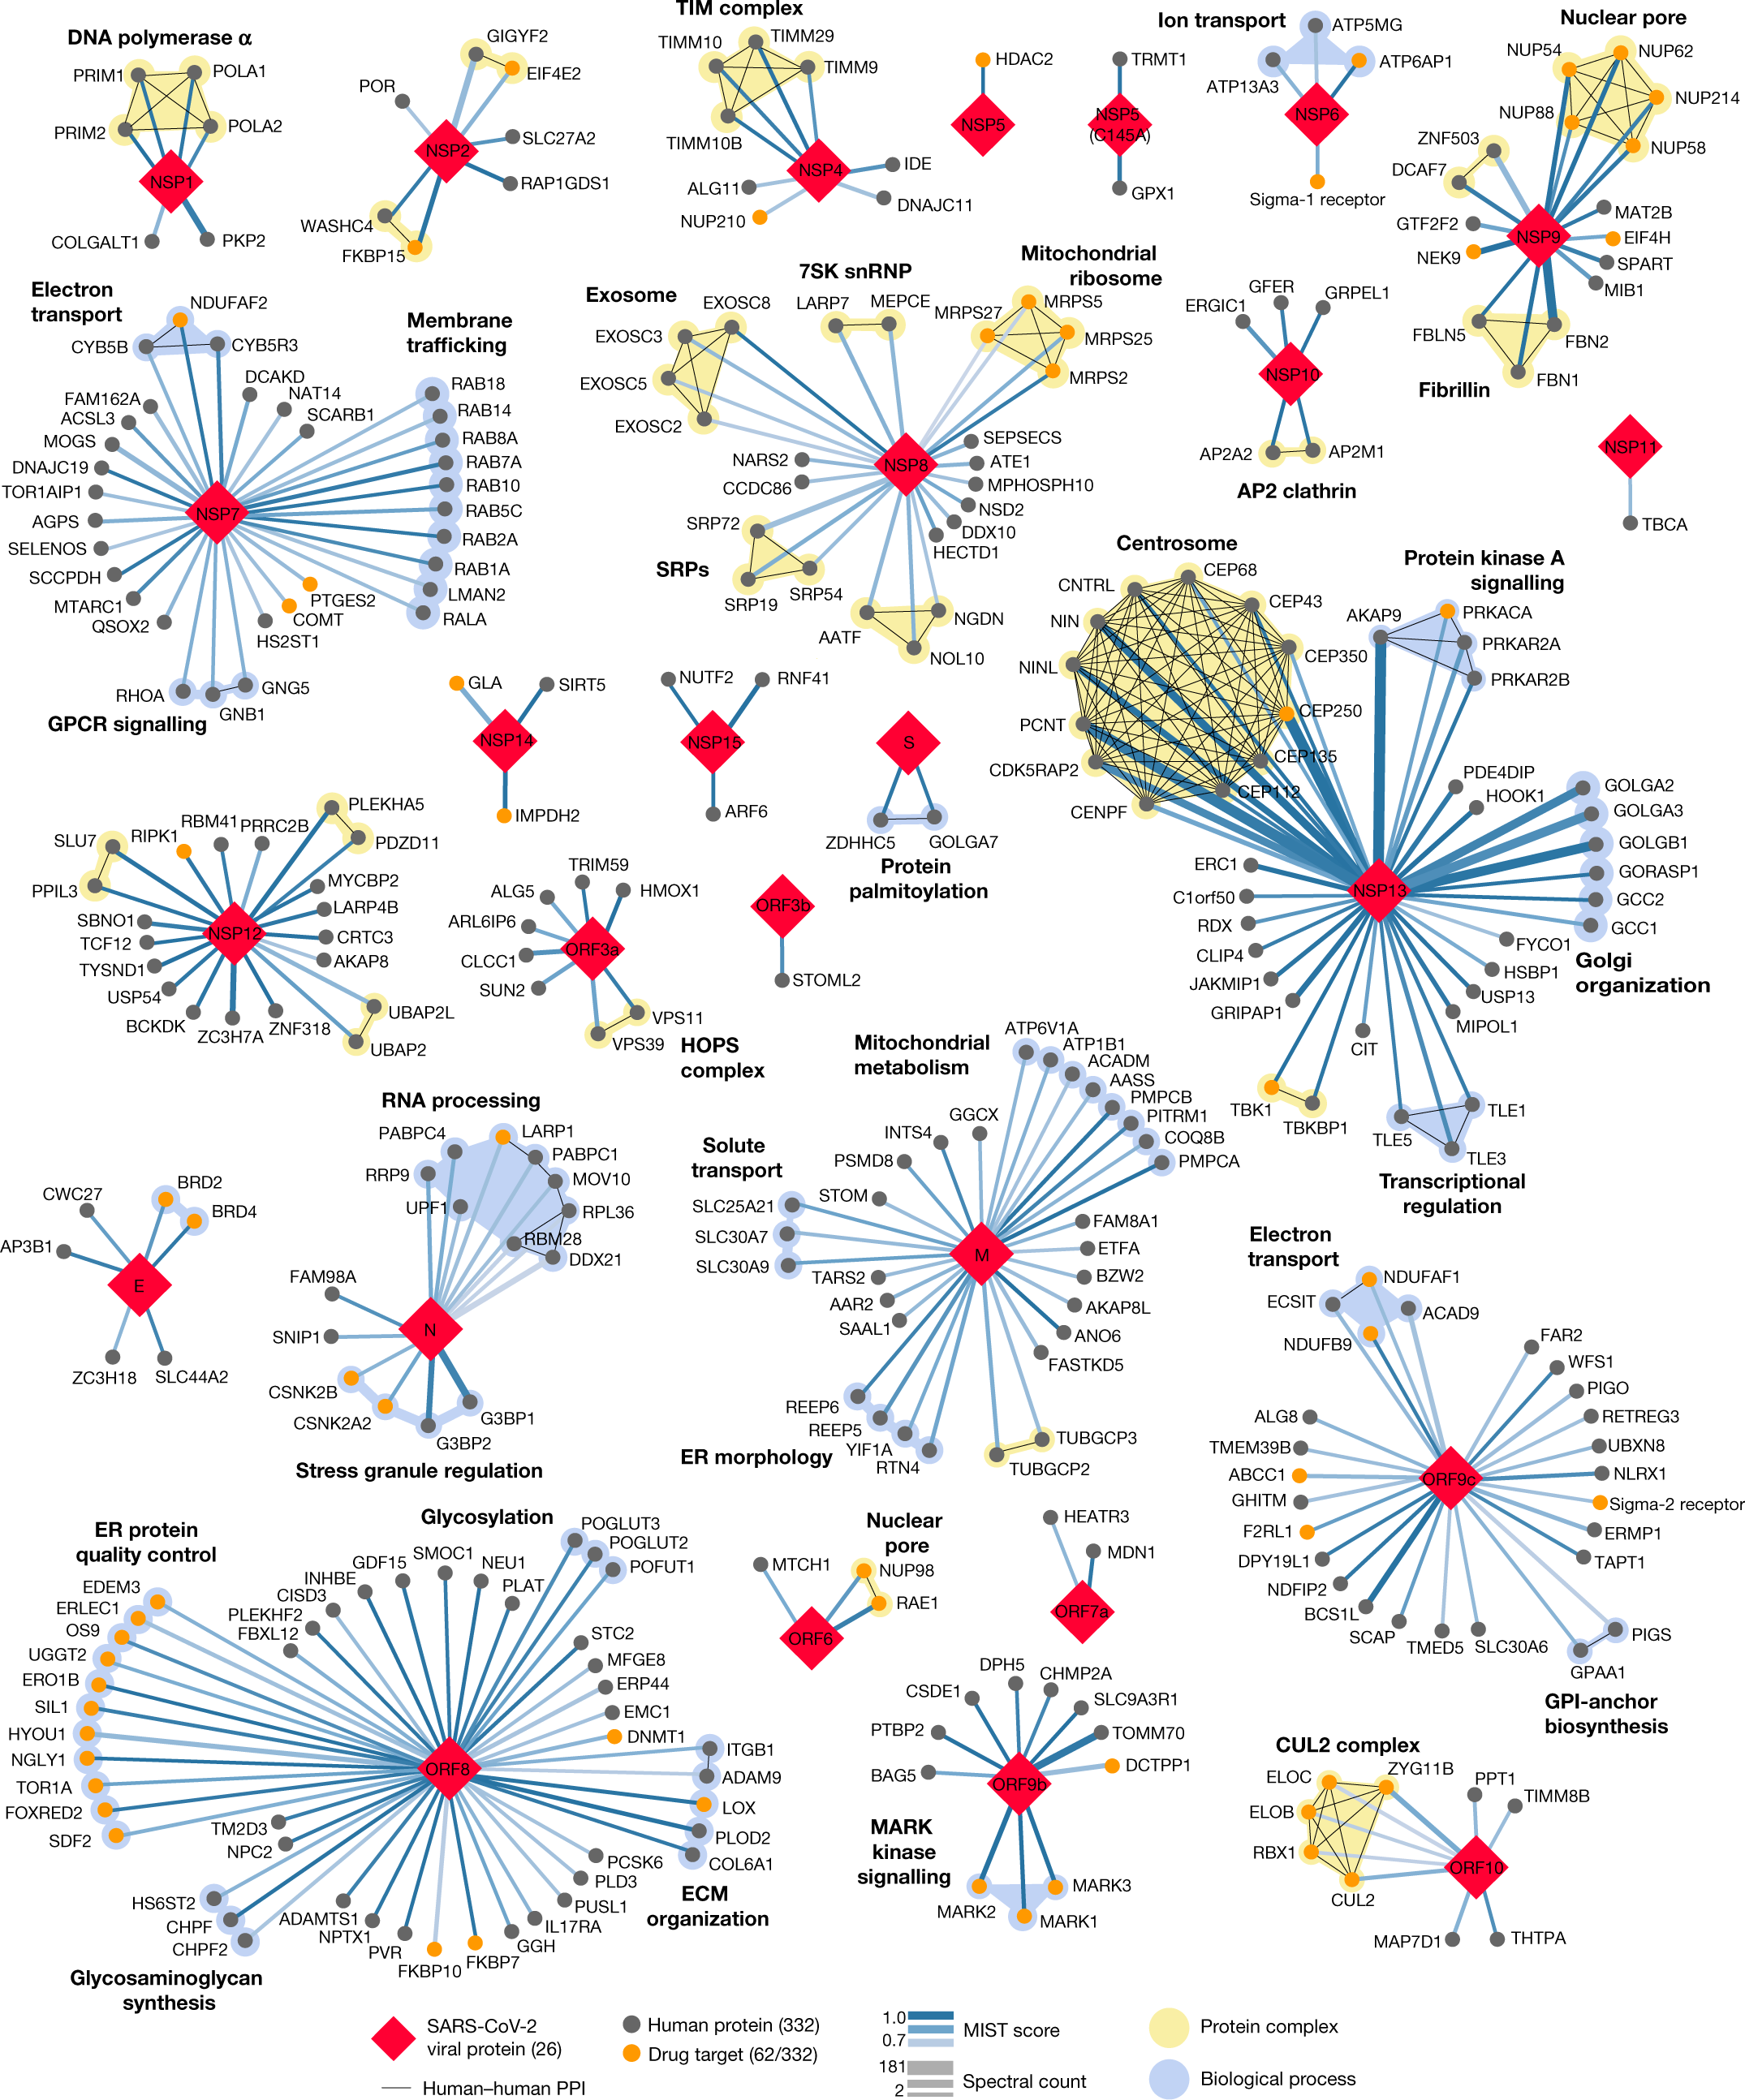 DNA polymerase α
PRIM1
POLA1
PRIM2
POLA2
NSP1
COLGALT1
PKP2
GIGYF2
EIF4E2
POR
NSP2
SLC27A2
RAP1GDS1
WASHC4
FKBP15
TIM complex
TIMM10
TIMM29
TIMM9
TIMM10B
NSP4
IDE
ALG11
DNAJC11
NUP210
HDAC2
NSP5
TRMT1
NSP5
(C145A)
GPX1
Ion transport
ATP5MG
ATP6AP1
ATP13A3
NSP6
Sigma-1 receptor
Nuclear pore
NUP54
NUP62
NUP214
NUP88
NUP58
ZNF503
DCAF7
GTF2F2
NEK9
NSP9
MAT2B
EIF4H
SPART
MIB1
FBLN5
FBN2
FBN1
Fibrillin
Electron
transport
NDUFAF2
CYB5B
CYB5R3
Membrane
trafficking
DCAKD
NAT14
SCARB1
FAM162A
ACSL3
MOGS
DNAJC19
TOR1AIP1
AGPS
SELENOS
SCCPDH
MTARC1
QSOX2
NSP7
PTGES2
COMT
HS2ST1
RAB18
RAB14
RAB8A
RAB7A
RAB10
RAB5C
RAB2A
RAB1A
LMAN2
RALA
RHOA
GNB1
GNG5
GPCR signalling
Exosome
EXOSC8
EXOSC3
EXOSC5
EXOSC2
7SK snRNP
LARP7
MEPCE
Mitochondrial
ribosome
MRPS27
MRPS5
MRPS25
MRPS2
NARS2
CCDC86
NSP8
SEPSECS
ATE1
MPHOSPH10
NSD2
DDX10
HECTD1
SRP72
SRPs
SRP19
SRP54
AATF
NGDN
NOL10
ERGIC1
GFER
GRPEL1
NSP10
AP2A2
AP2M1
AP2 clathrin
NSP11
TBCA
Centrosome
CNTRL
CEP68
CEP43
NIN
CEP350
NINL
CEP250
PCNT
CEP135
CDK5RAP2
CEP112
CENPF
Protein kinase A
signalling
AKAP9
PRKACA
PRKAR2A
PRKAR2B
PDE4DIP
HOOK1
GOLGA2
GOLGA3
GOLGB1
GORASP1
GCC2
GCC1
Golgi
organization
NSP13
ERC1
C1orf50
RDX
CLIP4
JAKMIP1
GRIPAP1
CIT
FYCO1
HSBP1
USP13
MIPOL1
TBK1
TBKBP1
TLE5
TLE1
TLE3
Transcriptional
regulation
GLA
SIRT5
NSP14
IMPDH2
NUTF2
RNF41
NSP15
ARF6
S
ZDHHC5
GOLGA7
Protein
palmitoylation
SLU7
PPIL3
RIPK1
RBM41
PRRC2B
PLEKHA5
PDZD11
MYCBP2
LARP4B
CRTC3
AKAP8
NSP12
SBNO1
TCF12
TYSND1
USP54
BCKDK
ZC3H7A
ZNF318
UBAP2L
UBAP2
TRIM59
ALG5
HMOX1
ARL6IP6
CLCC1
SUN2
ORF3a
VPS11
VPS39
HOPS
complex
ORF3b
STOML2
CWC27
BRD2
BRD4
AP3B1
E
ZC3H18
SLC44A2
RNA processing
PABPC4
LARP1
PABPC1
RRP9
MOV10
UPF1
RPL36
RBM28
DDX21
FAM98A
SNIP1
N
CSNK2B
CSNK2A2
G3BP1
G3BP2
Stress granule regulation
Mitochondrial
metabolism
ATP6V1A
ATP1B1
ACADM
AASS
PMPCB
PITRM1
COQ8B
PMPCA
GGCX
INTS4
PSMD8
STOM
Solute
transport
SLC25A21
SLC30A7
SLC30A9
M
FAM8A1
ETFA
BZW2
AKAP8L
ANO6
FASTKD5
TARS2
AAR2
SAAL1
REEP6
REEP5
YIF1A
RTN4
ER morphology
TUBGCP3
TUBGCP2
Electron
transport
NDUFAF1
ECSIT
ACAD9
NDUFB9
FAR2
WFS1
PIGO
RETREG3
UBXN8
NLRX1
Sigma-2 receptor
ERMP1
TAPT1
ORF9c
ALG8
TMEM39B
ABCC1
GHITM
F2RL1
DPY19L1
NDFIP2
BCS1L
SCAP
TMED5
SLC30A6
PIGS
GPAA1
GPI-anchor
biosynthesis
ER protein
quality control
EDEM3
ERLEC1
OS9
UGGT2
ERO1B
SIL1
HYOU1
NGLY1
TOR1A
FOXRED2
SDF2
Glycosylation
POGLUT3
POGLUT2
POFUT1
SMOC1
GDF15
NEU1
INHBE
PLAT
CISD3
PLEKHF2
FBXL12
STC2
MFGE8
ERP44
EMC1
DNMT1
ORF8
ITGB1
ADAM9
LOX
PLOD2
COL6A1
ECM
organization
TM2D3
NPC2
HS6ST2
CHPF
CHPF2
Glycosaminoglycan
synthesis
ADAMTS1
NPTX1
PVR
FKBP10
FKBP7
GGH
IL17RA
PUSL1
PLD3
PCSK6
Nuclear
pore
MTCH1
NUP98
RAE1
ORF6
HEATR3
MDN1
ORF7a
DPH5
CHMP2A
CSDE1
SLC9A3R1
PTBP2
TOMM70
BAG5
DCTPP1
ORF9b
MARK
kinase
signalling
MARK2
MARK3
MARK1
CUL2 complex
ELOC
ZYG11B
ELOB
RBX1
CUL2
PPT1
TIMM8B
ORF10
MAP7D1
THTPA
SARS-CoV-2
viral protein (26)
Human–human PPI
Human protein (332)
Drug target (62/332)
1.0
0.7
MIST score
181
2
Spectral count
Protein complex
Biological process